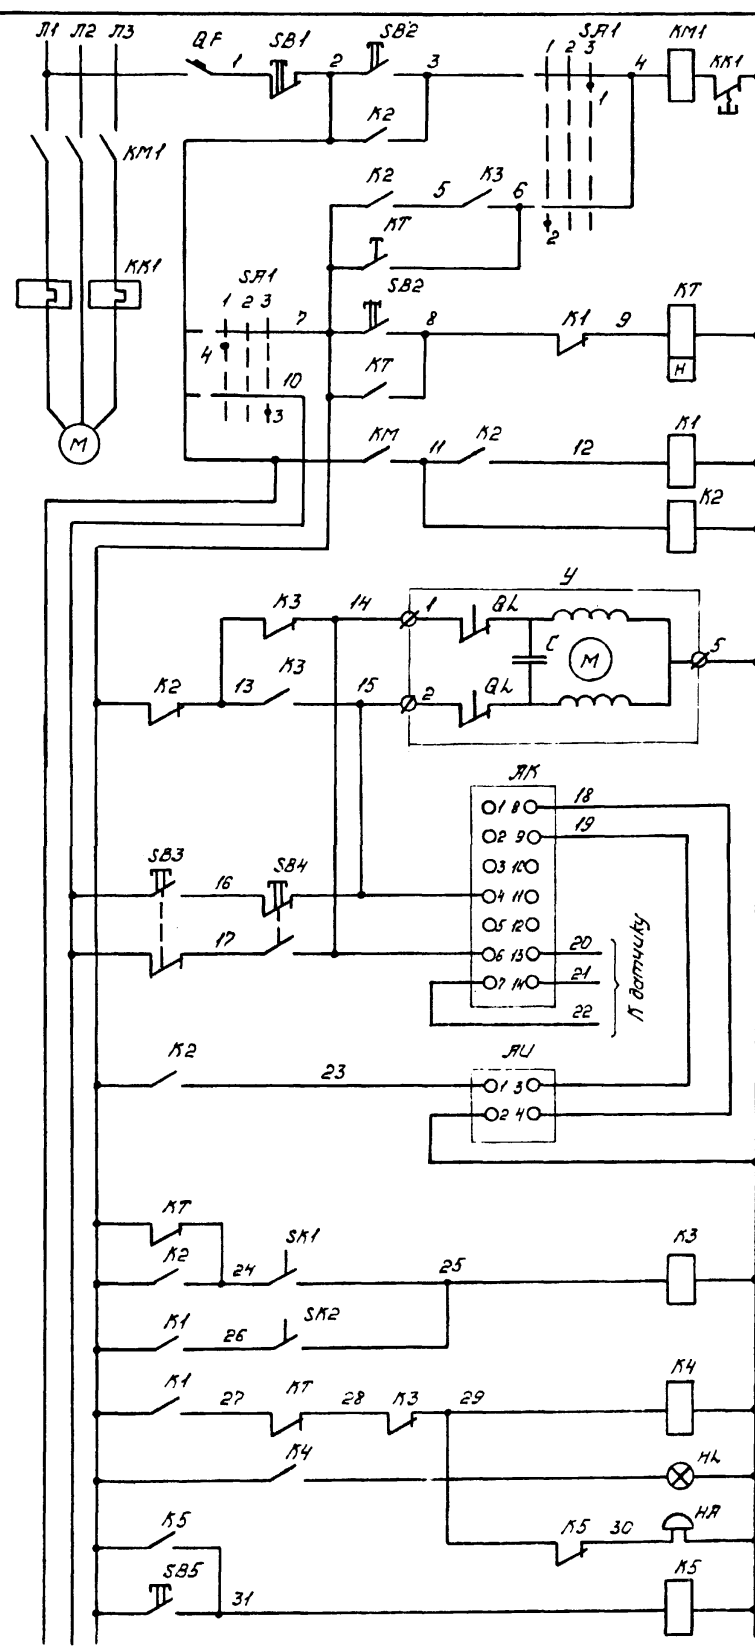 Л1 Л2 Л3 QF 1 SB1 2 SB2 3 SA1 4 KM1 KK1
1 2 3
1
K2
KM1
K2 5 K3 6
2
KT
KK1 SA1 SB2 KT
1 2 3 7 8 K1 9
H
4
10 KT
3
M KM 11 K2 12 K1
K2
У
K3 14 1 QL
C M 5
K2 13 K3 15 2 QL
AK
1 8 18
2 9 19
3 10
SB3 16 SB4 4 11
5 12
17 6 13 20
7 14 21
22
К датчику
AU
K2 23 1 3
2 4
KT
K2 24 SK1 25 K3
K1 26 SK2
K1 27 KT 28 K3 29 K4
K4 HL
K5 K5 30 HA
SB5 31 K5